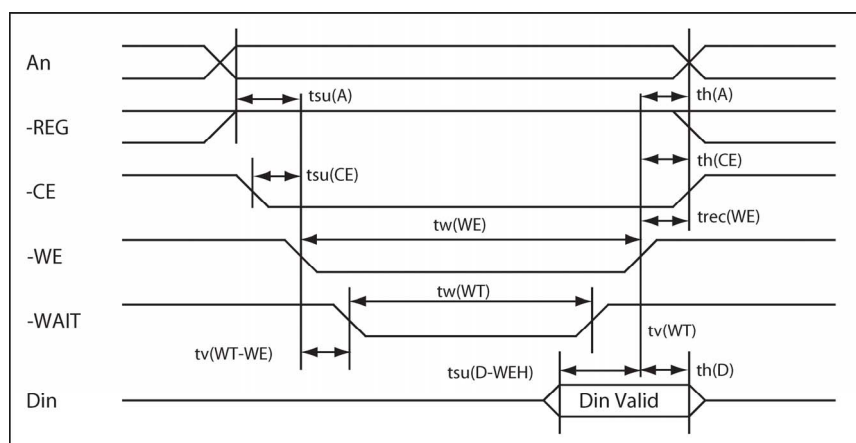 An
tsu(A)
th(A)
-REG
tsu(CE)
th(CE)
-CE
trec(WE)
tw(WE)
-WE
tw(WT)
-WAIT
tv(WT-WE)
tv(WT)
tsu(D-WEH)
th(D)
Din
Din Valid